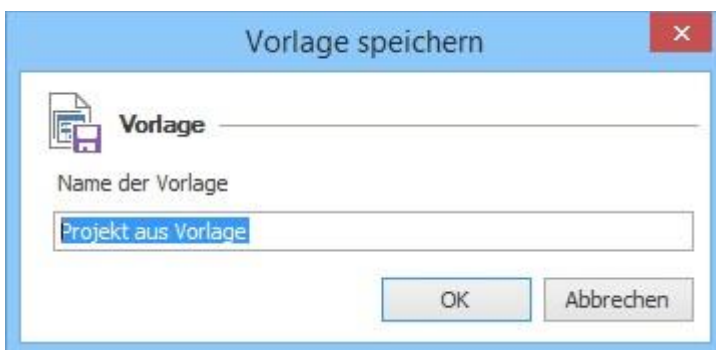 Vorlage speichern
Vorlage
Name der Vorlage
Projekt aus Vorlage
OK
Abbrechen